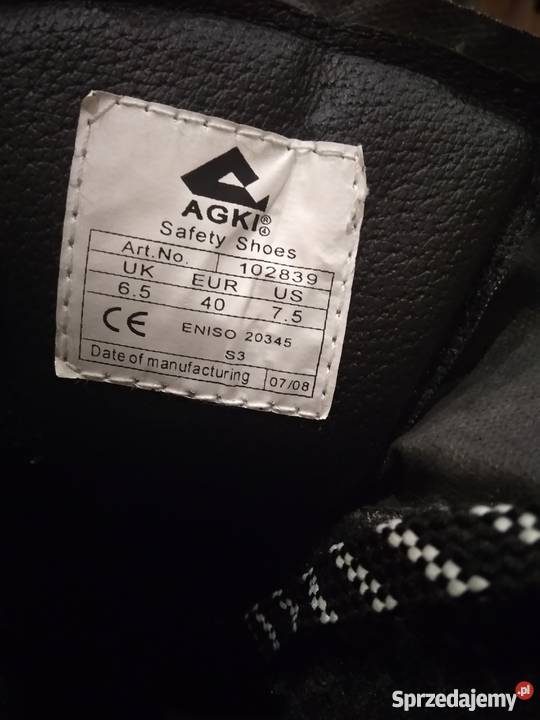 AGKI®
Safety Shoes
Art.No. 102839
UK EUR US
6.5 40 7.5
CE ENISO 20345
S3
Date of manufacturing 07/08
Sprzedajemy.pl